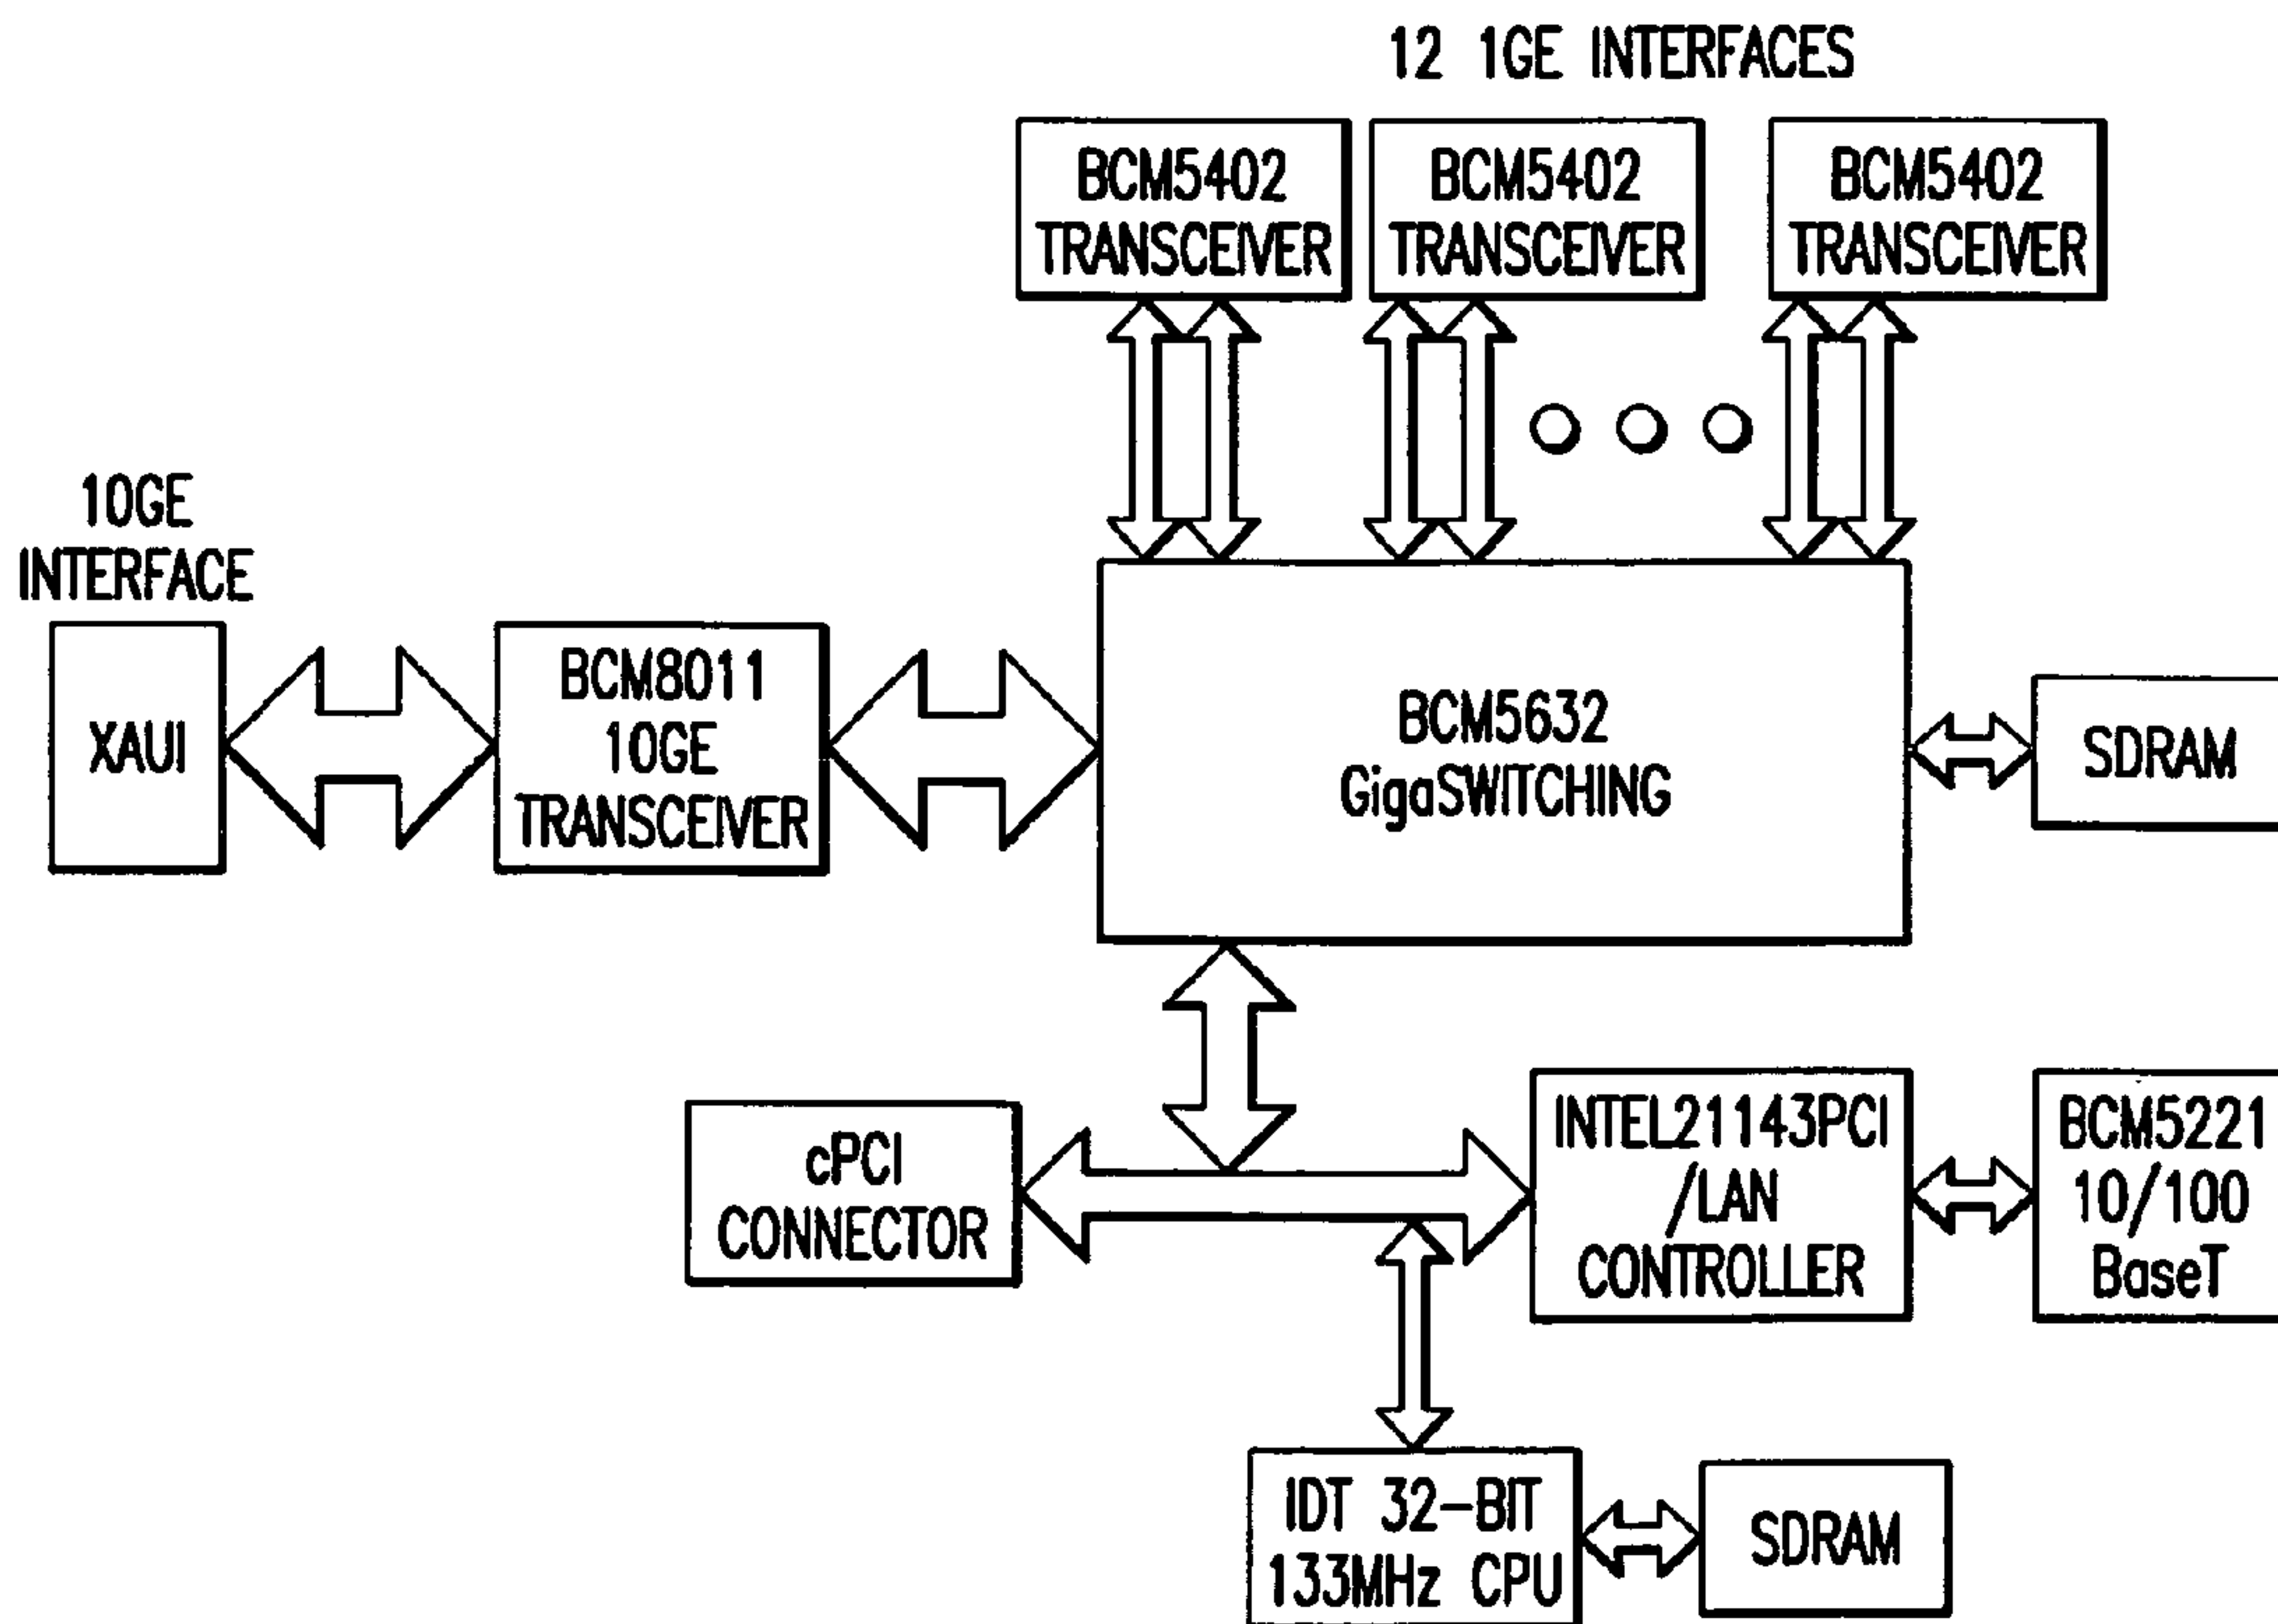 12 1GE INTERFACES
BCM5402
TRANSCEIVER
BCM5402
TRANSCEIVER
BCM5402
TRANSCEIVER
10GE
INTERFACE
XAUI
BCM8011
10GE
TRANSCEIVER
BCM5632
GigaSWITCHING
SDRAM
cPCI
CONNECTOR
INTEL21143PCI
/LAN
CONTROLLER
BCM5221
10/100
BaseT
IDT 32-BIT
133MHz CPU
SDRAM